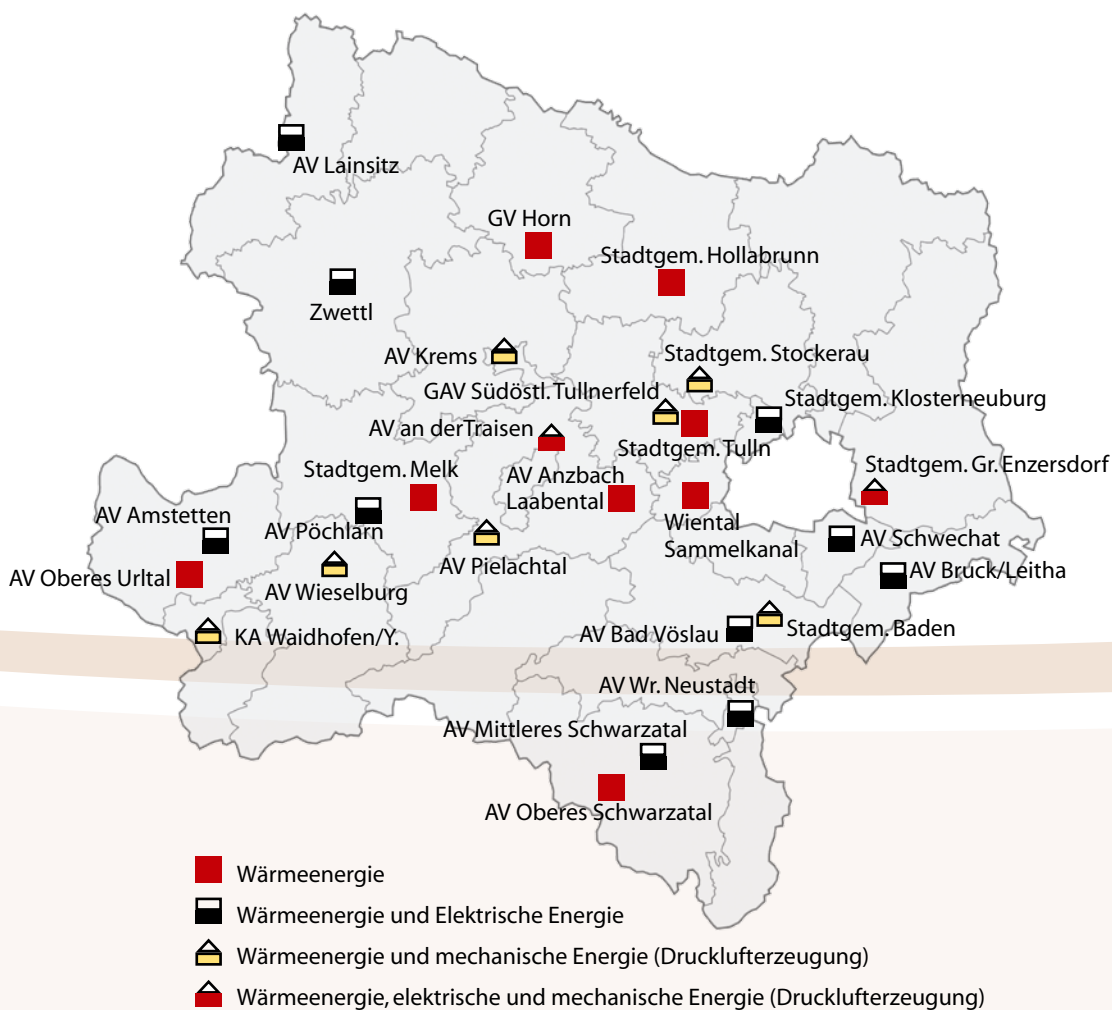 AV Lainsitz
GV Horn
Stadtgem. Hollabrunn
Zwettl
AV Krems
Stadtgem. Stockerau
GAV Südöstl. Tullnerfeld
Stadtgem. Klosterneuburg
AV an derTraisen
Stadtgem. Tulln
Stadtgem. Melk
AV Anzbach
Laabental
Stadtgem. Gr. Enzersdorf
AV Amstetten
AV Pöchlarn
Wiental
Sammelkanal
AV Schwechat
AV Oberes Urltal
AV Wieselburg
AV Pielachtal
AV Bruck/Leitha
KA Waidhofen/Y.
AV Bad Vöslau
Stadtgem. Baden
AV Wr. Neustadt
AV Mittleres Schwarzatal
AV Oberes Schwarzatal
Wärmeenergie
Wärmeenergie und Elektrische Energie
Wärmeenergie und mechanische Energie (Drucklufterzeugung)
Wärmeenergie, elektrische und mechanische Energie (Drucklufterzeugung)